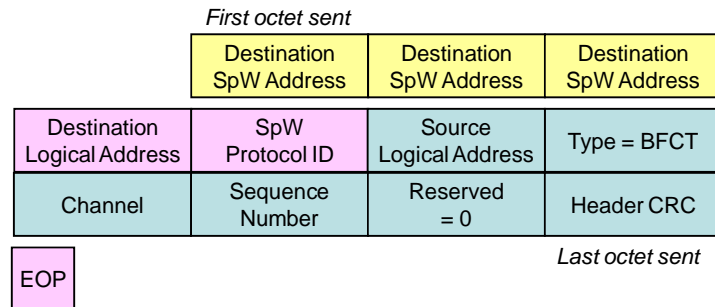 First octet sent
Destination
SpW Address
Destination
SpW Address
Destination
SpW Address
Destination
Logical Address
SpW
Protocol ID
Source
Logical Address
Type = BFCT
Channel
Sequence
Number
Reserved
= 0
Header CRC
Last octet sent
EOP